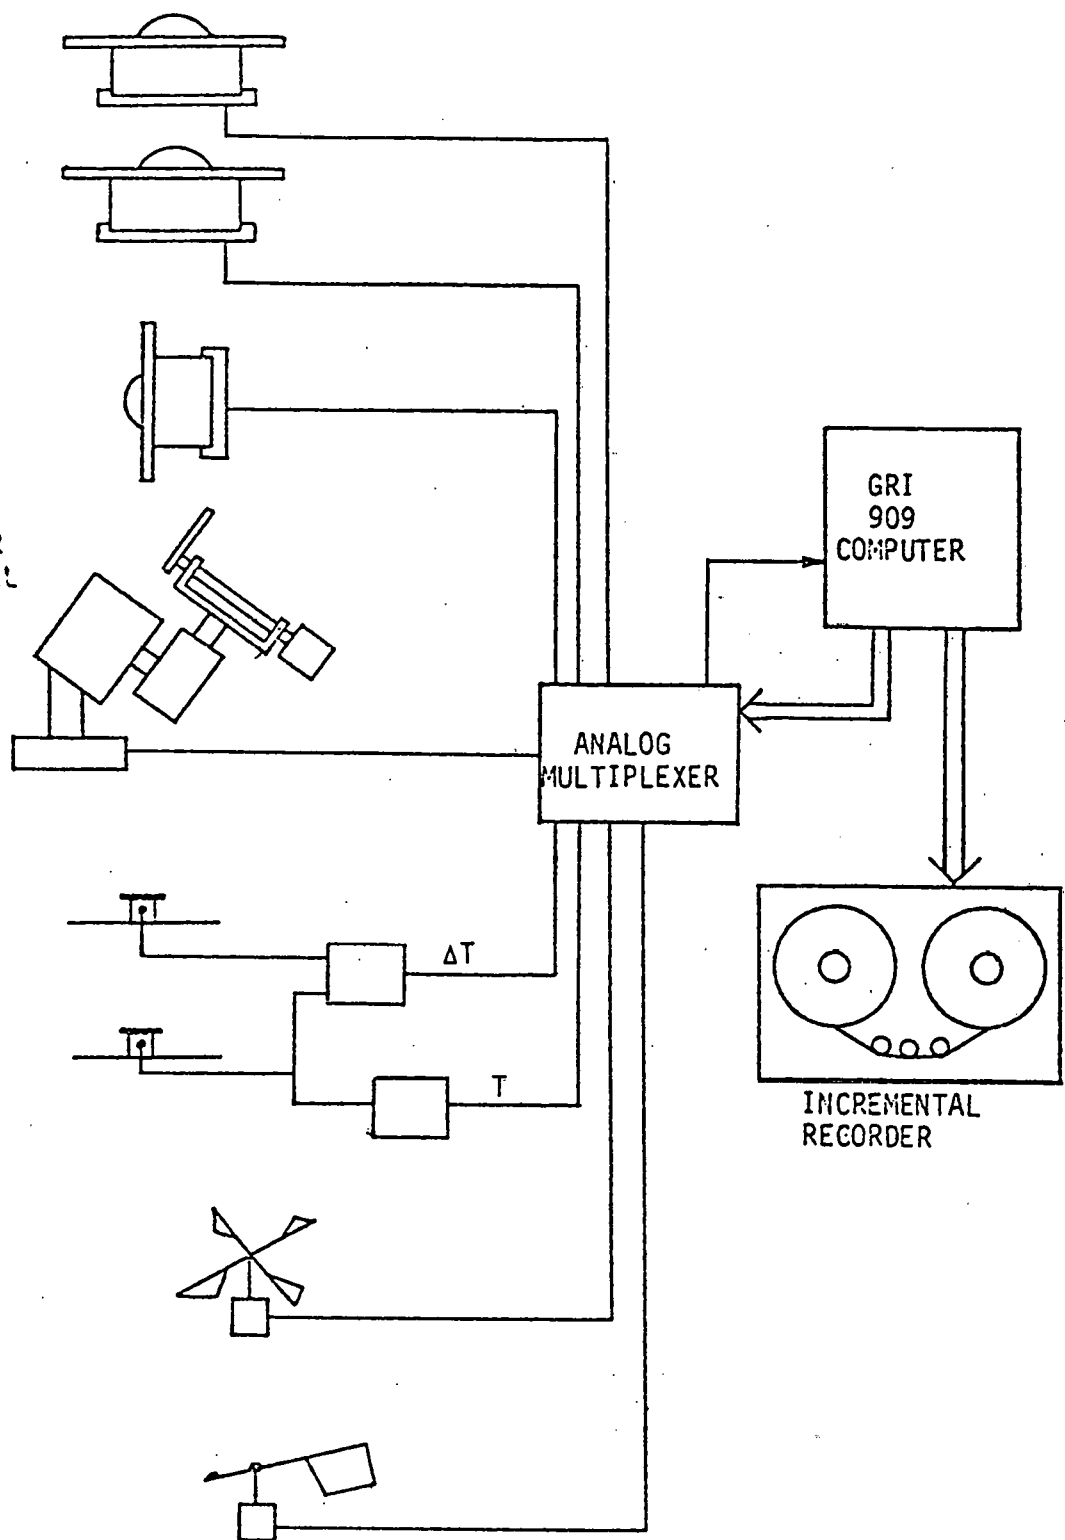 GRI
909
COMPUTER
ANALOG
MULTIPLEXER
ΔT
T
INCREMENTAL
RECORDER